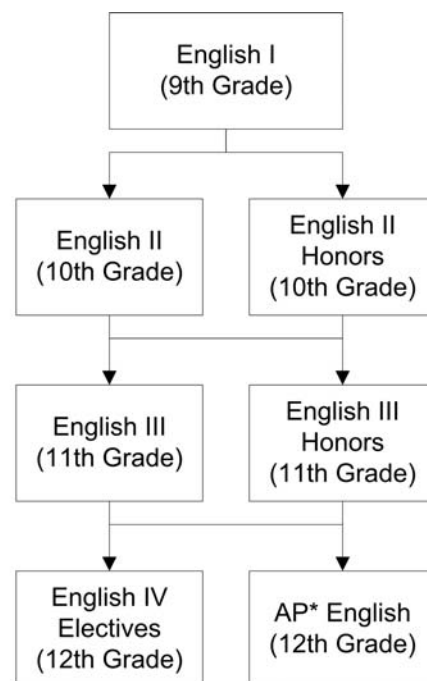 English I
(9th Grade)
English II
(10th Grade)
English II
Honors
(10th Grade)
English III
(11th Grade)
English III
Honors
(11th Grade)
English IV
Electives
(12th Grade)
AP* English
(12th Grade)